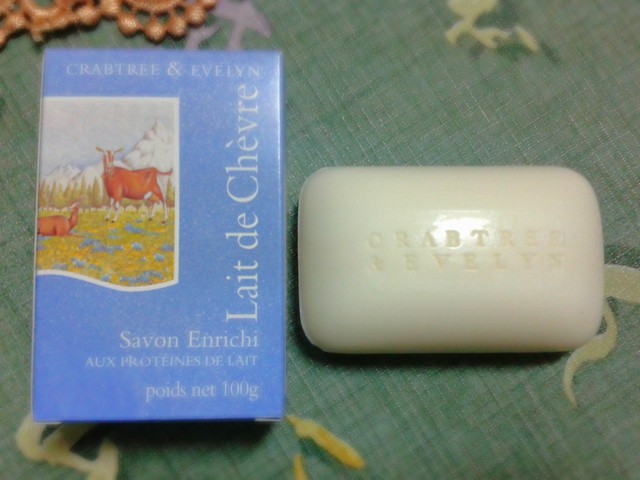 CRABTREE & EVELYN
Lait de Chèvre
Savon Enrichi
AUX PROTÉINES DE LAIT
poids net 100g
CRABTREE
& EVELYN